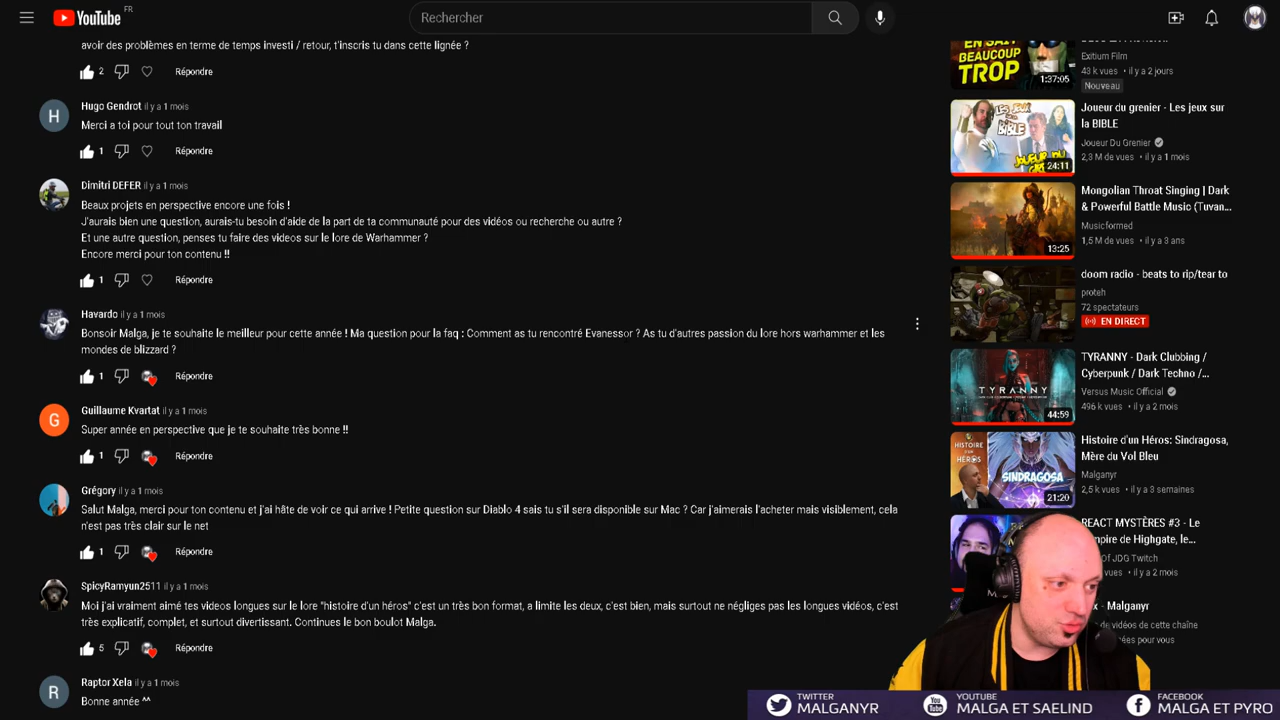 YouTube FR
Rechercher
avoir des problèmes en terme de temps investi / retour, t'inscris tu dans cette lignée ?
2 Répondre
H
Hugo Gendrot il y a 1 mois
Merci a toi pour tout ton travail
1 Répondre
Dimitri DEFER il y a 1 mois
Beaux projets en perspective encore une fois !
J'aurais bien une question, aurais-tu besoin d'aide de la part de ta communauté pour des vidéos ou recherche ou autre ?
Et une autre question, penses tu faire des videos sur le lore de Warhammer ?
Encore merci pour ton contenu !!
1 Répondre
Havardo il y a 1 mois
Bonsoir Malga, je te souhaite le meilleur pour cette année ! Ma question pour la faq : Comment as tu rencontré Evanessor ? As tu d'autres passion du lore hors warhammer et les
mondes de blizzard ?
1 Répondre
G
Guillaume Kvartat il y a 1 mois
Super année en perspective que je te souhaite très bonne !!
1 Répondre
Grégory il y a 1 mois
Salut Malga, merci pour ton contenu et j'ai hâte de voir ce qui arrive ! Petite question sur Diablo 4 sais tu s'il sera disponible sur Mac ? Car j'aimerais l'acheter mais visiblement, cela
n'est pas très clair sur le net
1 Répondre
SpicyRamyun2511 il y a 1 mois
Moi j'ai vraiment aimé tes videos longues sur le lore "histoire d'un héros" c'est un très bon format, a limite les deux, c'est bien, mais surtout ne négliges pas les longues vidéos, c'est
très explicatif, complet, et surtout divertissant. Continues le bon boulot Malga.
5 Répondre
R
Raptor Xela il y a 1 mois
Bonne année ^^
EN SAIT
BEAUCOUP
TROP
1:37:05
Exitium Film
43 k vues • il y a 2 jours
Nouveau
LES JEUX
BIBLE
JOUEUR DU
24:11
Joueur du grenier - Les jeux sur
la BIBLE
Joueur Du Grenier
2,3 M de vues • il y a 1 mois
13:25
Mongolian Throat Singing | Dark
& Powerful Battle Music (Tuvan...
Musicformed
1,5 M de vues • il y a 3 ans
doom radio - beats to rip/tear to
proteh
72 spectateurs
EN DIRECT
TYRANNY
44:59
TYRANNY - Dark Clubbing /
Cyberpunk / Dark Techno /...
Versus Music Official
496 k vues • il y a 2 mois
HISTOIRE
D'UN
HÉROS
SINDRAGOSA
21:20
Histoire d'un Héros: Sindragosa,
Mère du Vol Bleu
Malganyr
2,5 k vues • il y a 3 semaines
REACT MYSTÈRES #3 - Le
de Highgate, le...
Of JDG Twitch
vues • il y a 2 mois
- Malganyr
de vidéos de cette chaîne
pour vous
TWITTER
MALGANYR
YOUTUBE
MALGA ET SAELIND
FACEBOOK
MALGA ET PYRO